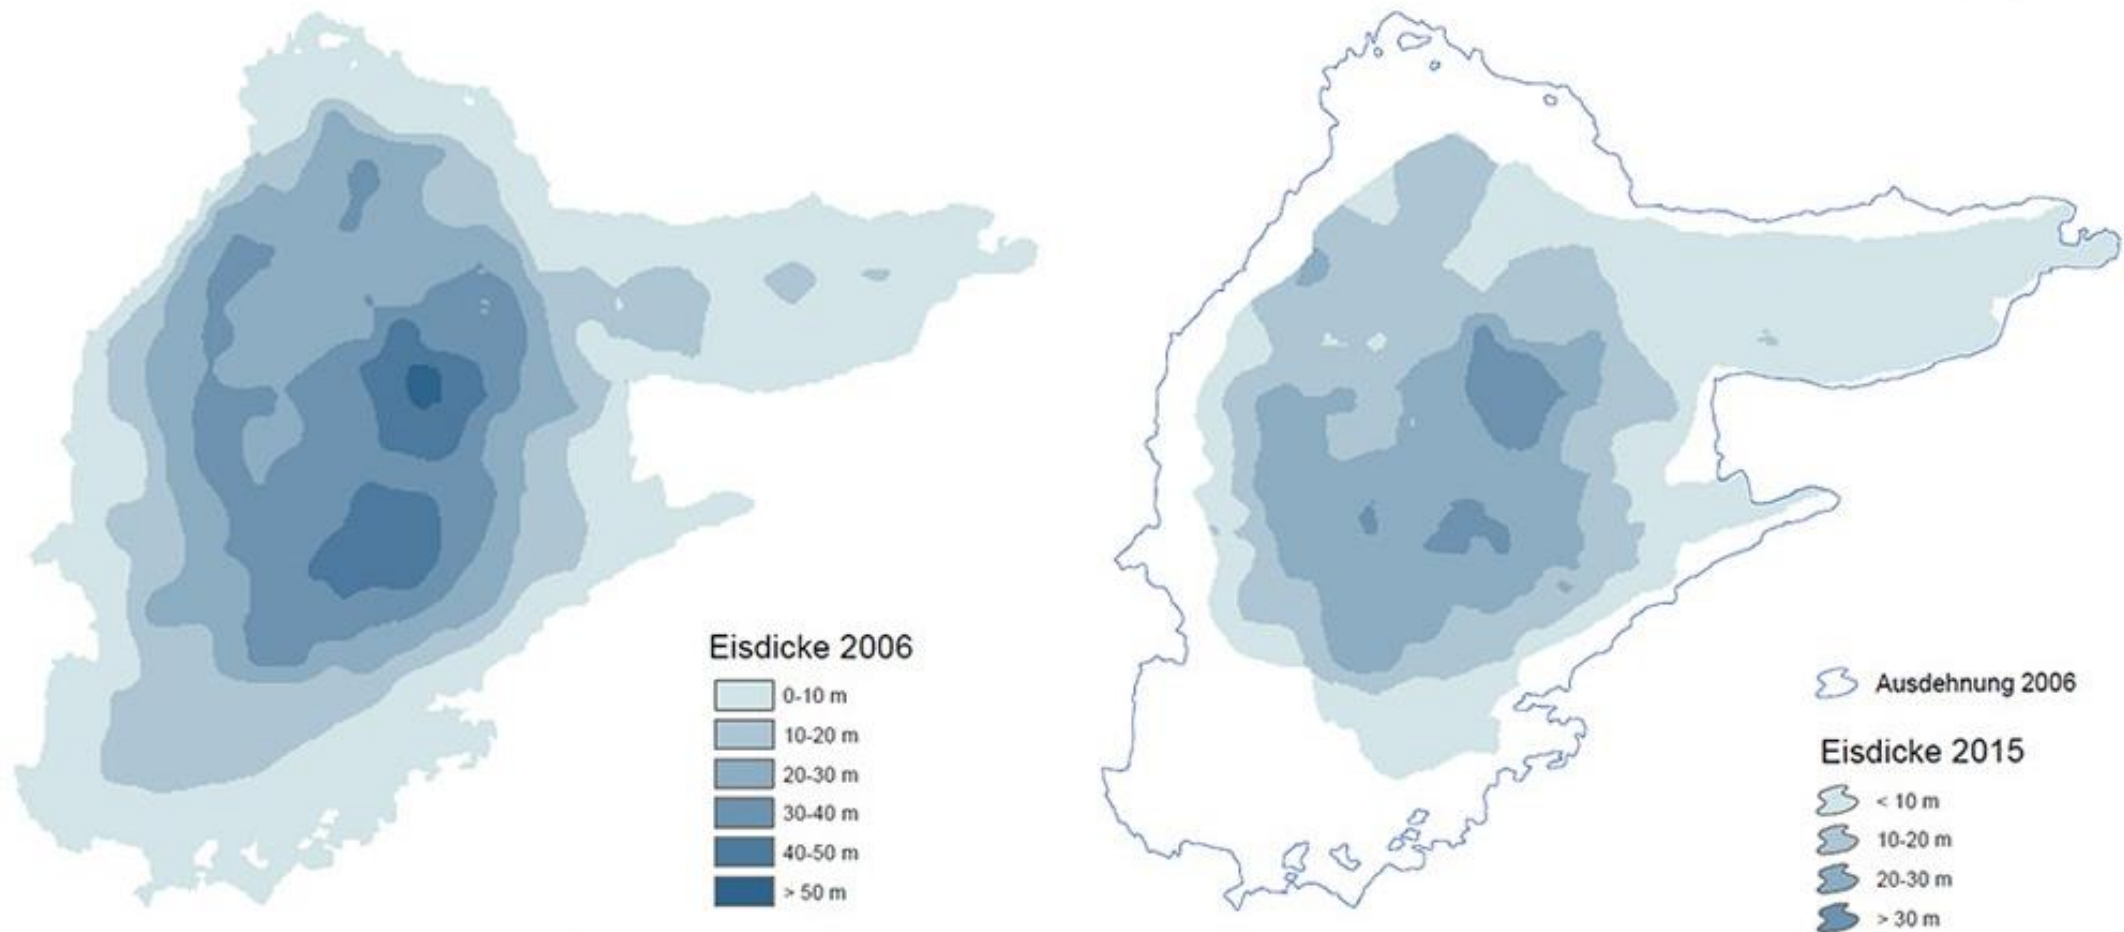 Eisdicke 2006
0-10 m
10-20 m
20-30 m
30-40 m
40-50 m
> 50 m
Ausdehnung 2006
Eisdicke 2015
< 10 m
10-20 m
20-30 m
> 30 m